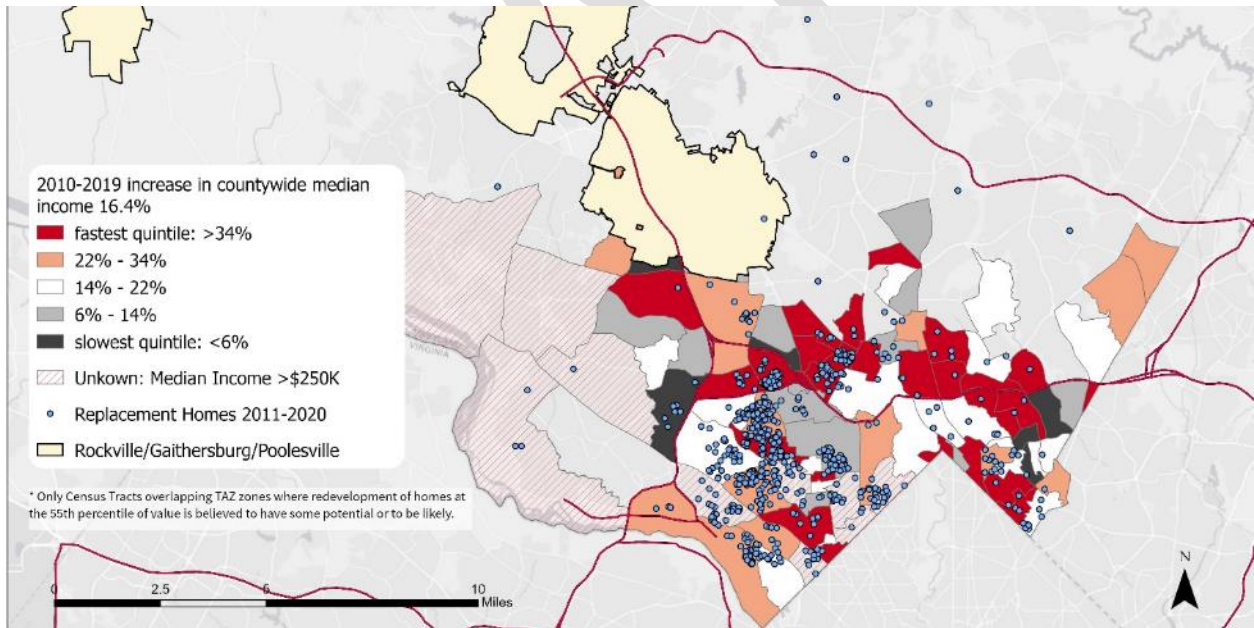 2010-2019 increase in countywide median
income 16.4%
fastest quintile: >34%
22% - 34%
14% - 22%
6% - 14%
slowest quintile: <6%
Unkown: Median Income >$250K
Replacement Homes 2011-2020
Rockville/Gaithersburg/Poolesville
* Only Census Tracts overlapping TAZ zones where redevelopment of homes at
the 55th percentile of value is believed to have some potential or to be likely.
VIRGINIA
N
0 2.5 5 10
Miles